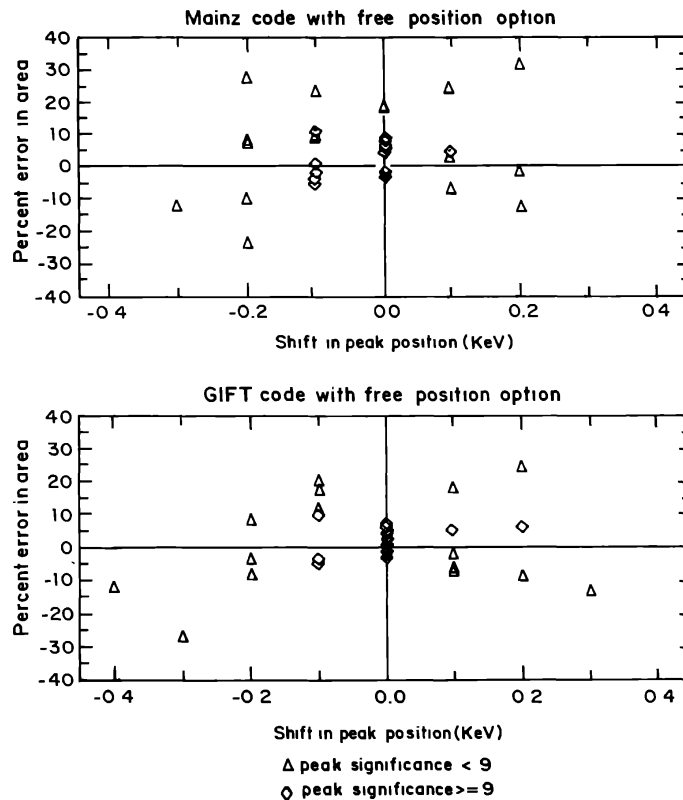 Mainz code with free position option
40
30
20
10
0
-10
-20
-30
-40
Percent error in area
-0 4 -0.2 0.0 0.2 0 4
Shift in peak position (KeV)
GIFT code with free position option
40
30
20
10
0
-10
-20
-30
-40
Percent error in area
-0 4 -0 2 0.0 0 2 0 4
Shift in peak position (KeV)
Δ peak significance < 9
◇ peak significance>= 9